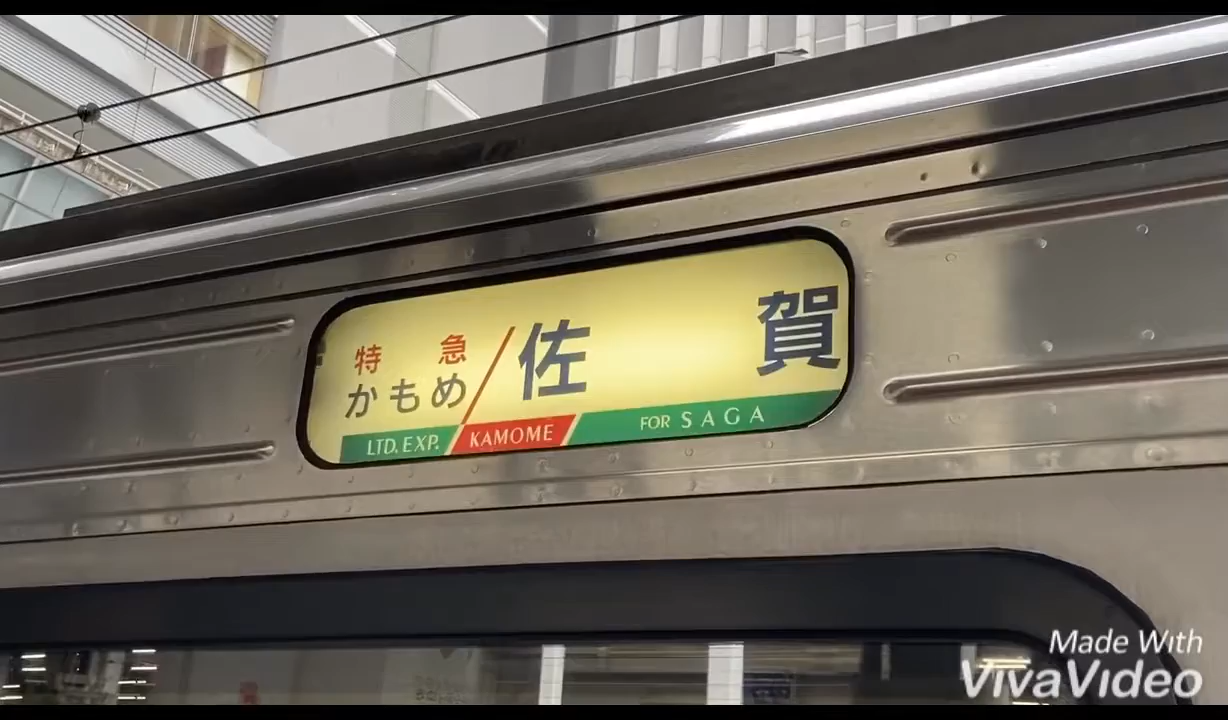 特急
かもめ
佐賀
LTD. EXP. KAMOME FOR SAGA
Made With
VivaVideo